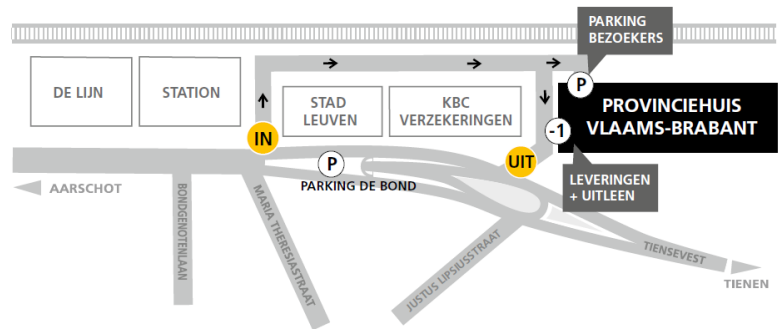 PARKING
BEZOEKERS
DE LIJN
STATION
STAD
LEUVEN
KBC
VERZEKERINGEN
P
PROVINCIEHUIS
VLAAMS-BRABANT
IN
-1
UIT
P
PARKING DE BOND
LEVERINGEN
+ UITLEEN
AARSCHOT
BONDGENOTENLAAN
MARIA THERESIASTRAAT
JUSTUS LIPSIUSSTRAAT
TIENSEVEST
TIENEN